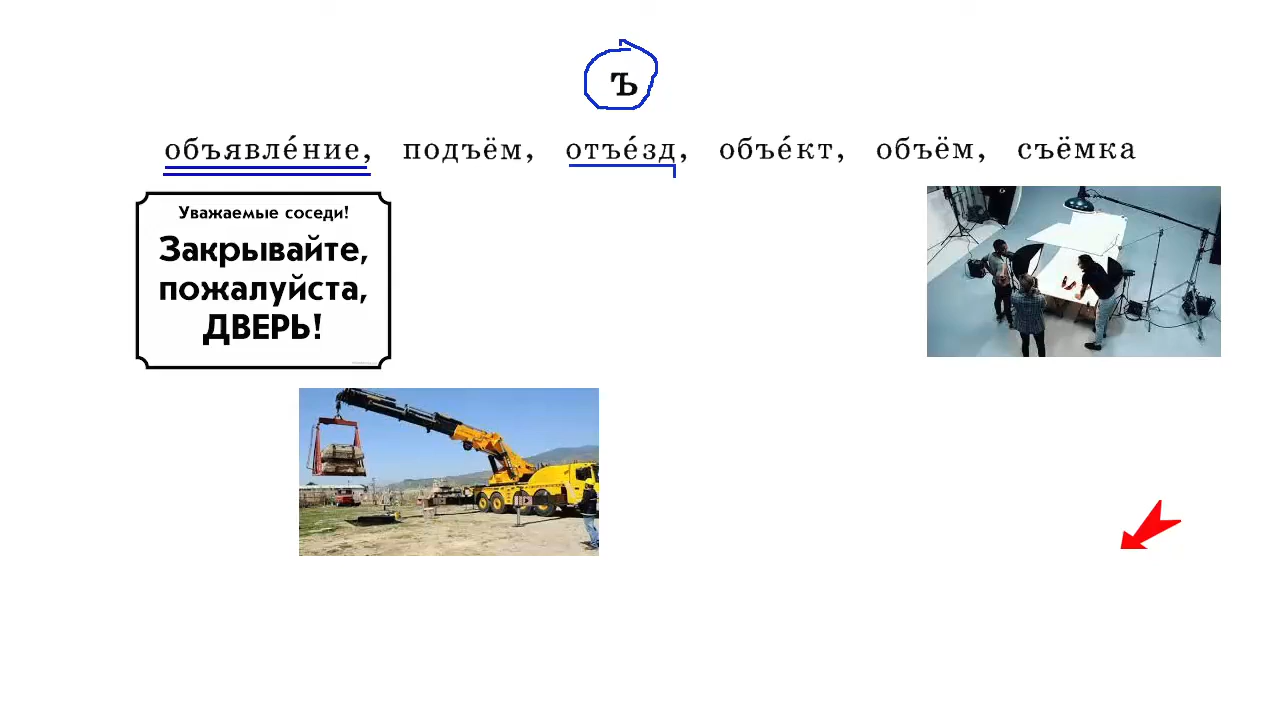 ъ
объявле́ние, подъём, отъе́зд, объе́кт, объём, съёмка
Уважаемые соседи!
Закрывайте,
пожалуйста,
ДВЕРЬ!